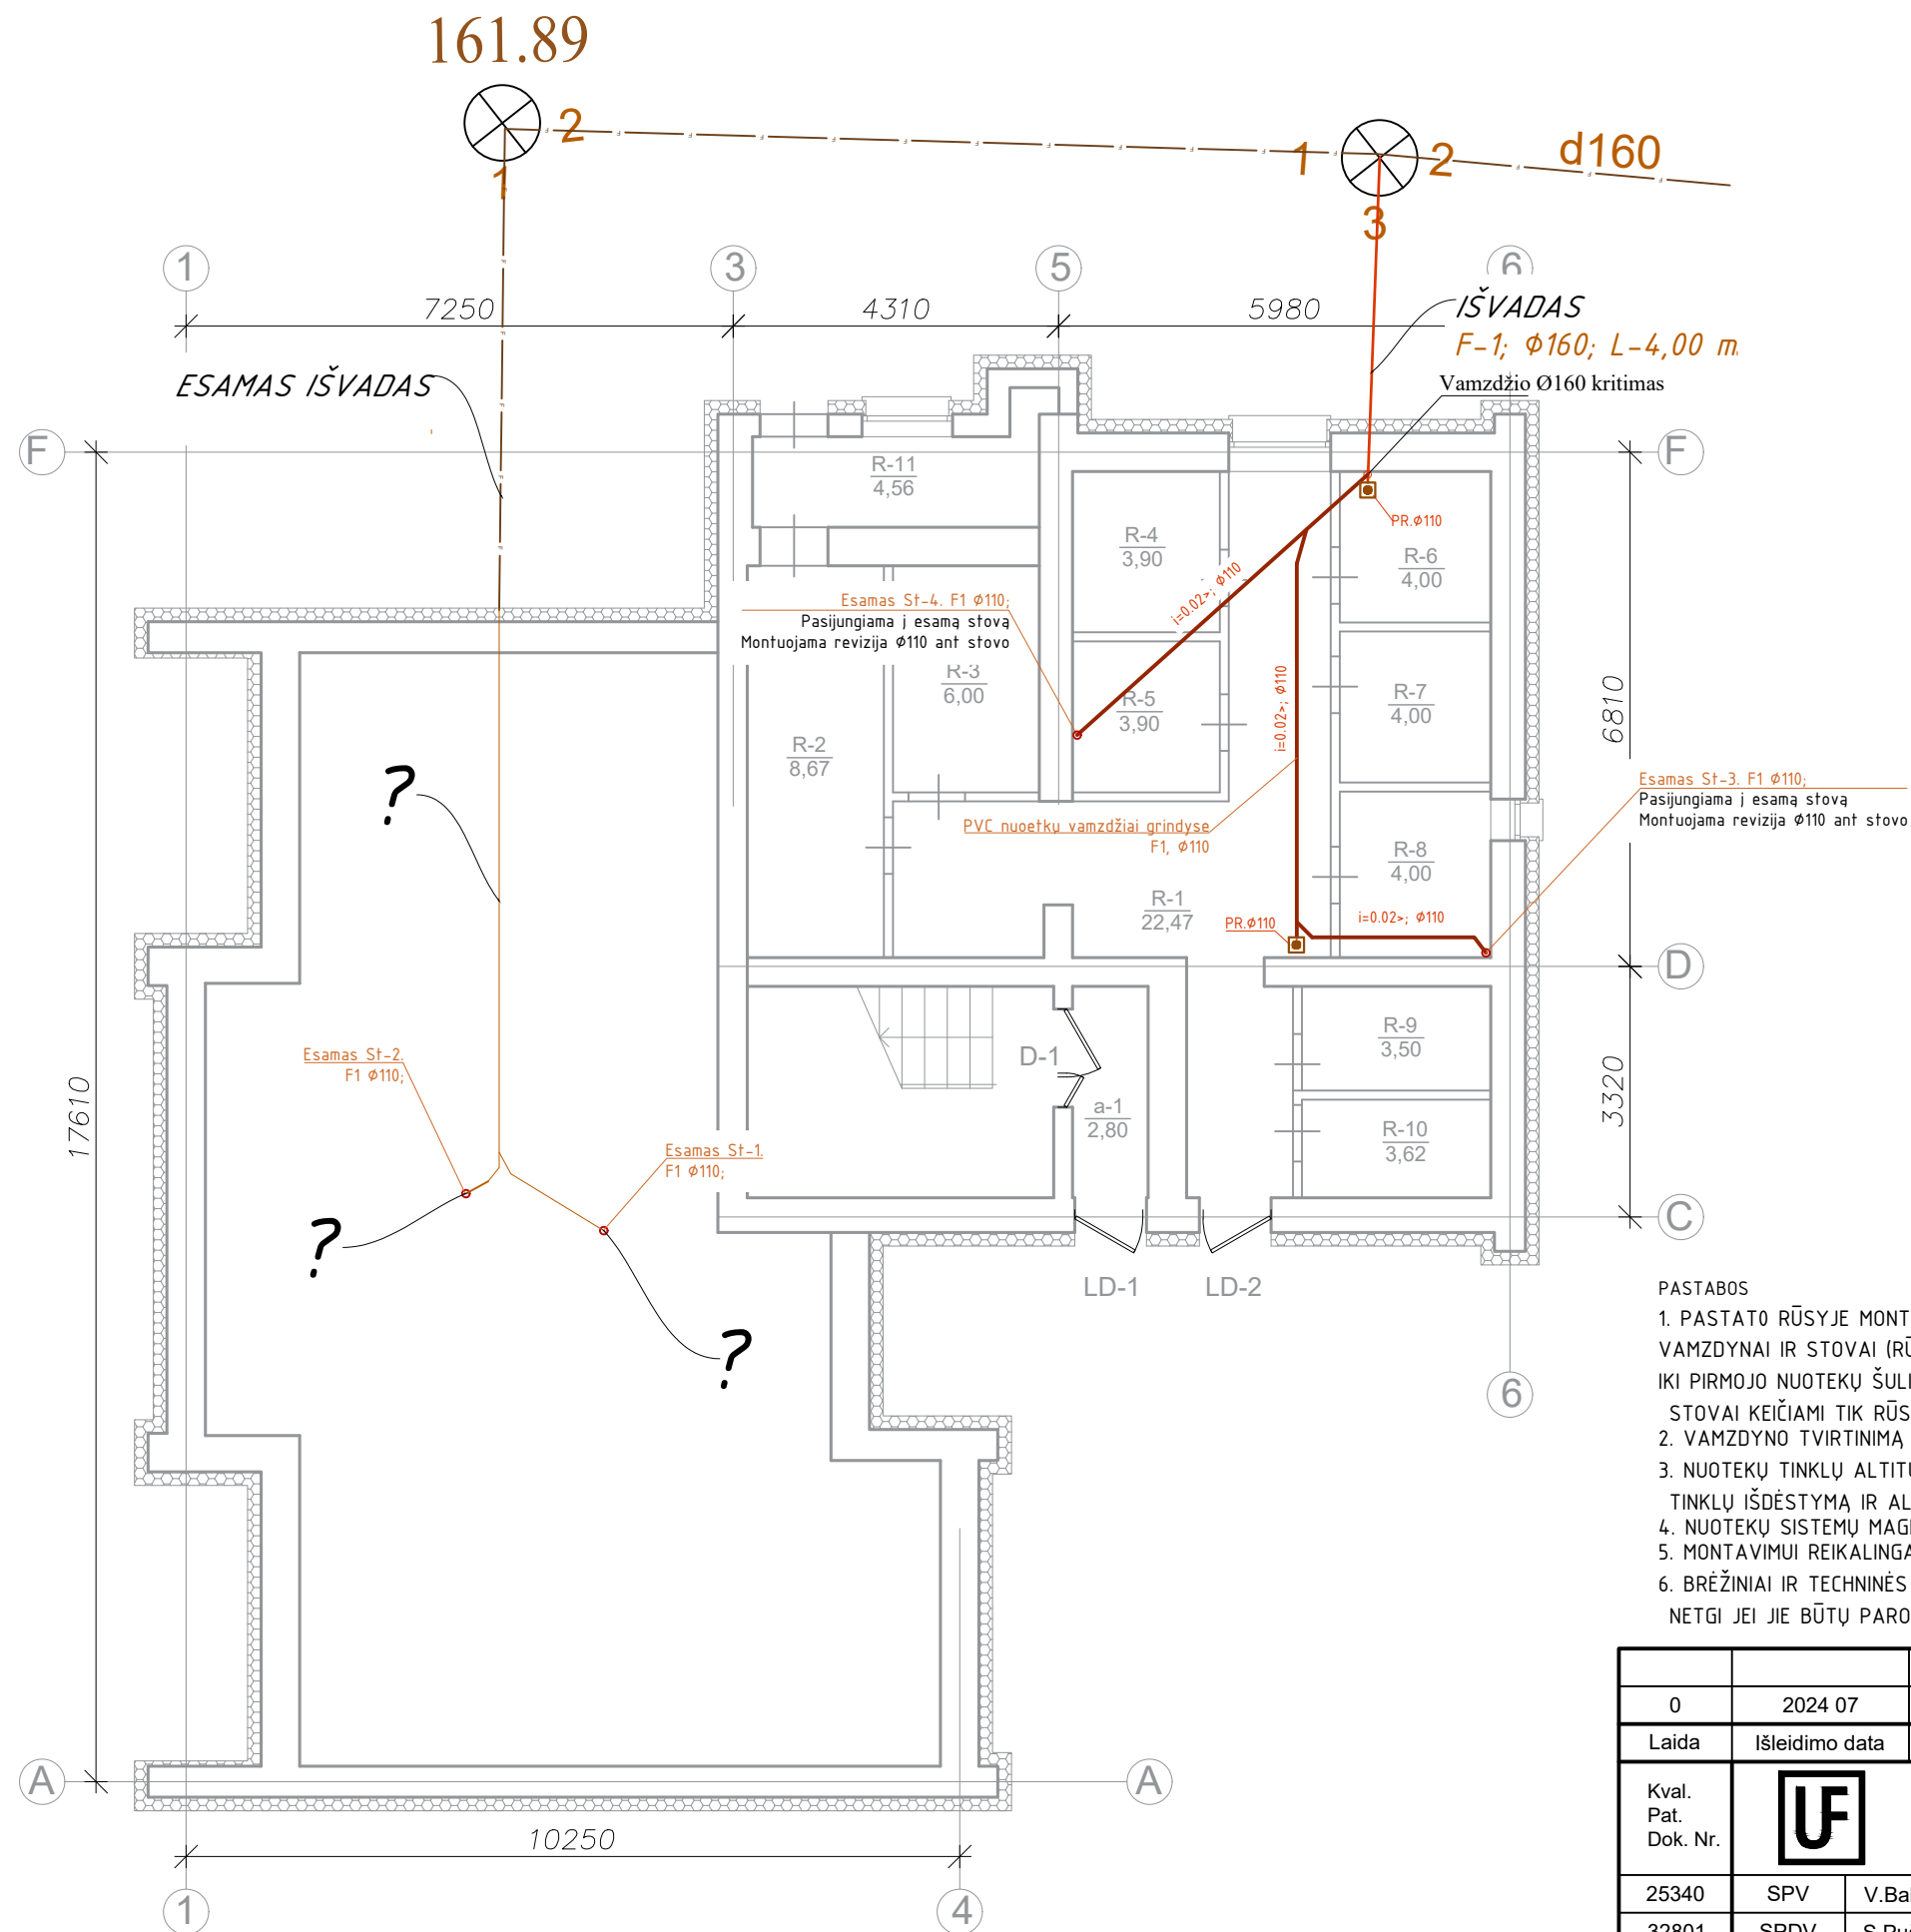 161.89
2
1
1
2
3
d160
1
3
5
6
7250
4310
5980
IŠVADAS
F-1; Φ160; L-4,00 m.
Vamzdžio Ø160 kritimas
ESAMAS IŠVADAS
F
F
R-11
4,56
PR.Φ110
R-4
3,90
R-6
4,00
i=0.02>; Φ110
Esamas St-4. F1 Φ110;
Pasijungiama į esamą stovą
Montuojama revizija Φ110 ant stovo
R-3
6,00
R-5
3,90
i=0.02>; Φ110
R-7
4,00
6810
R-2
8,67
?
Esamas St-3. F1 Φ110;
Pasijungiama į esamą stovą
Montuojama revizija Φ110 ant stovo
PVC nuoetkų vamzdžiai grindyse
F1, Φ110
R-8
4,00
R-1
22,47
PR.Φ110
i=0.02>; Φ110
D
R-9
3,50
D-1
Esamas St-2.
F1 Φ110;
17610
3320
a-1
2,80
R-10
3,62
Esamas St-1.
F1 Φ110;
?
C
LD-1
LD-2
?
6
PASTABOS
1. PASTATO RŪSYJE MONT
VAMZDYNAI IR STOVAI (RŪ
IKI PIRMOJO NUOTEKŲ ŠULI
STOVAI KEIČIAMI TIK RŪS
2. VAMZDYNO TVIRTINIMĄ
3. NUOTEKŲ TINKLŲ ALTITU
TINKLŲ IŠDĖSTYMĄ IR AL
4. NUOTEKŲ SISTEMŲ MAGI
5. MONTAVIMUI REIKALINGA
6. BRĖŽINIAI IR TECHNINĖS
NETGI JEI JIE BŪTŲ PARO
0
2024 07
Laida
Išleidimo data
A
A
Kval.
Pat.
Dok. Nr.
UF
10250
25340
SPV
V.Bal
1
4
32801
SPDV